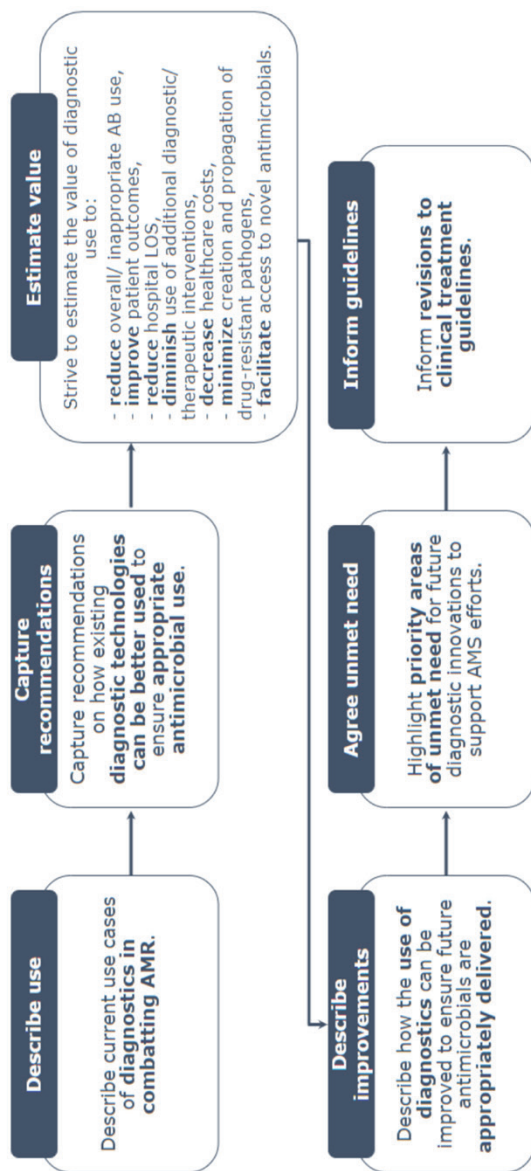 Describe use
Describe current use cases
of diagnostics in
combatting AMR.
Capture
recommendations
Capture recommendations
on how existing
diagnostic technologies
can be better used to
ensure appropriate
antimicrobial use.
Estimate value
Strive to estimate the value of diagnostic
use to:
- reduce overall/ inappropriate AB use,
- improve patient outcomes,
- reduce hospital LOS,
- diminish use of additional diagnostic/
therapeutic interventions,
- decrease healthcare costs,
- minimize creation and propagation of
drug-resistant pathogens,
- facilitate access to novel antimicrobials.
Describe
improvements
Describe how the use of
diagnostics can be
improved to ensure future
antimicrobials are
appropriately delivered.
Agree unmet need
Highlight priority areas
of unmet need for future
diagnostic innovations to
support AMS efforts.
Inform guidelines
Inform revisions to
clinical treatment
guidelines.